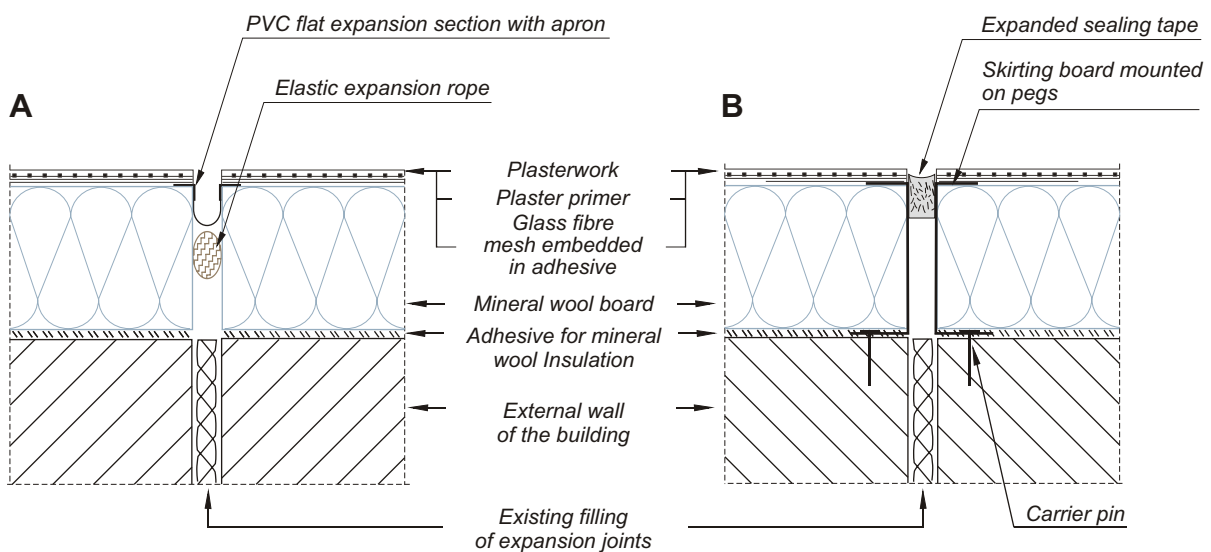 PVC flat expansion section with apron
Elastic expansion rope
A
Expanded sealing tape
Skirting board mounted
on pegs
B
Plasterwork
Plaster primer
Glass fibre
mesh embedded
in adhesive
Mineral wool board
Adhesive for mineral
wool Insulation
External wall
of the building
Existing filling
of expansion joints
Carrier pin